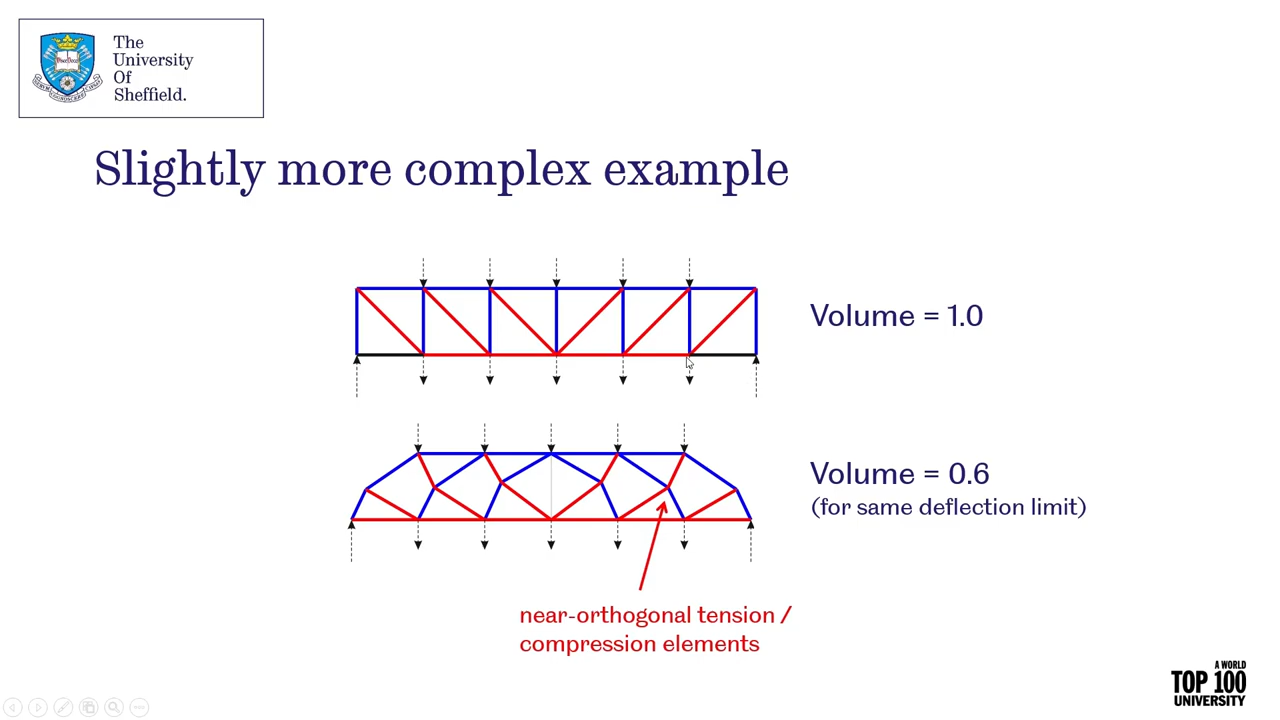 The
University
Of
Sheffield.
Slightly more complex example
Volume = 1.0
Volume = 0.6
(for same deflection limit)
near-orthogonal tension /
compression elements
A WORLD
TOP 100
UNIVERSITY